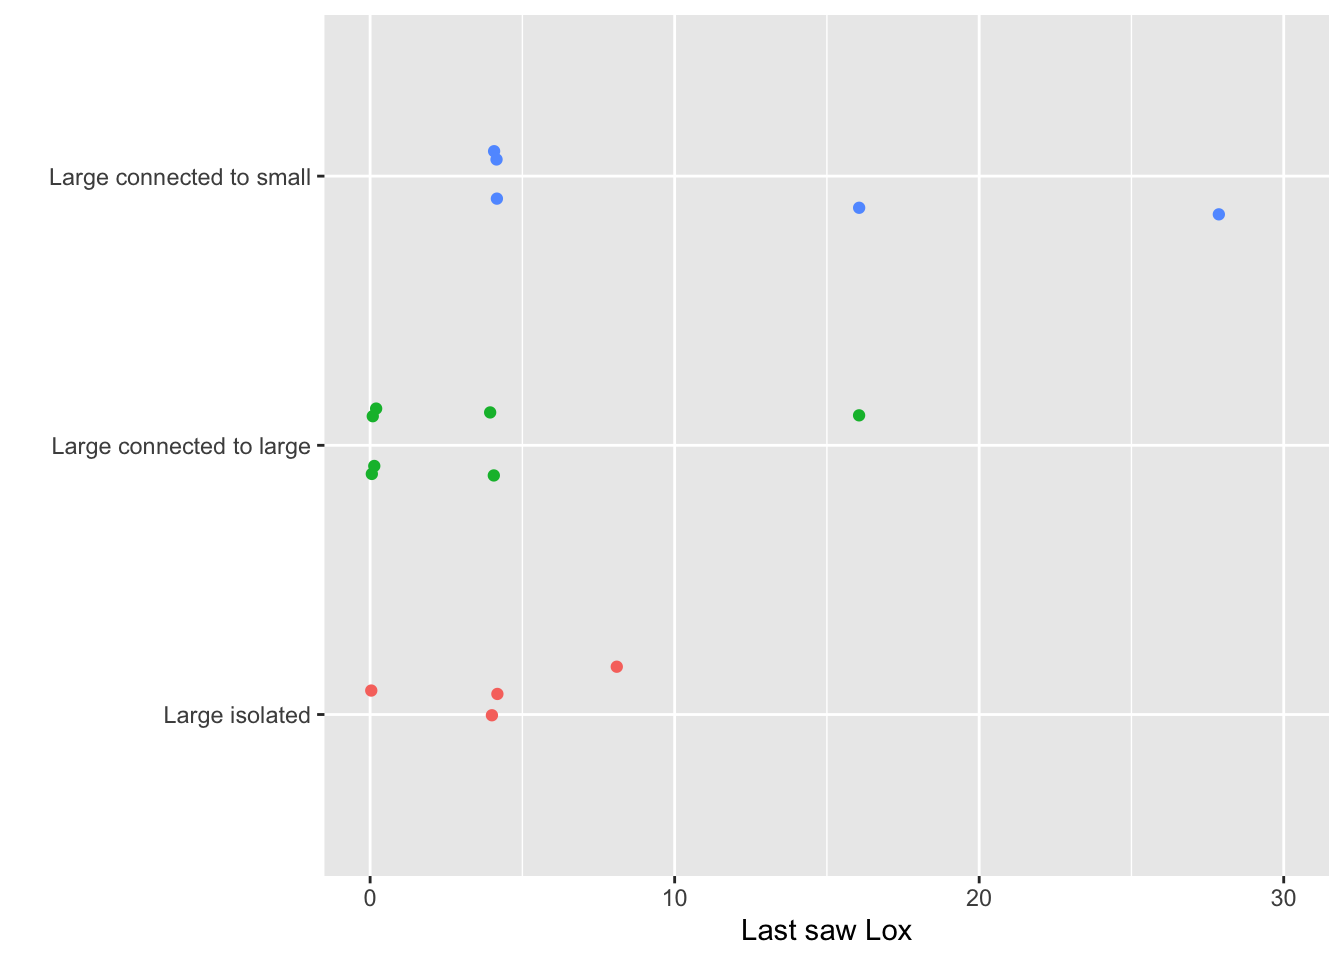 Large connected to small
Large connected to large
Large isolated
0 10 20 30
Last saw Lox